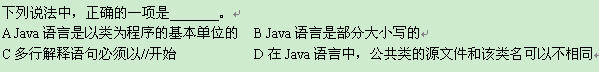 下列说法中，正确的一项是______。
A Java 语言是以类为程序的基本单位的 B Java 语言是部分大小写的
C 多行解释语句必须以//开始 D 在 Java 语言中，公共类的源文件和该类名可以不相同